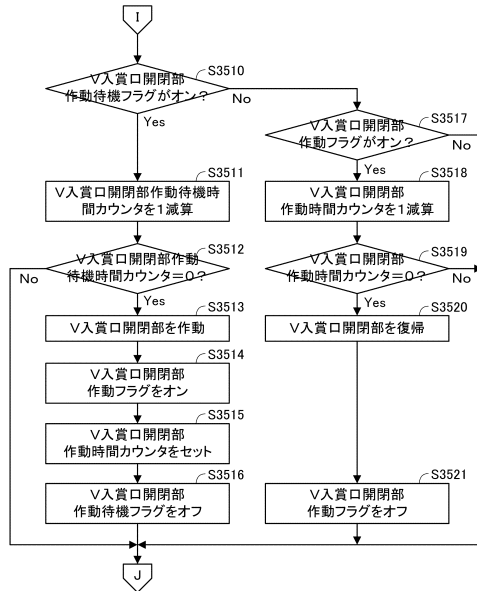 I
S3510
V入賞口開閉部
作動待機フラグがオン?
No
Yes
S3517
V入賞口開閉部
作動フラグがオン?
No
Yes
S3511
V入賞口開閉部作動待機時
間カウンタを1減算
S3518
V入賞口開閉部
作動時間カウンタを1減算
S3512
V入賞口開閉部作動
待機時間カウンタ=0?
No
Yes
S3519
V入賞口開閉部
作動時間カウンタ=0?
No
Yes
S3513
V入賞口開閉部を作動
S3520
V入賞口開閉部を復帰
S3514
V入賞口開閉部
作動フラグをオン
S3515
V入賞口開閉部
作動時間カウンタをセット
S3516
V入賞口開閉部
作動待機フラグをオフ
S3521
V入賞口開閉部
作動フラグをオフ
J